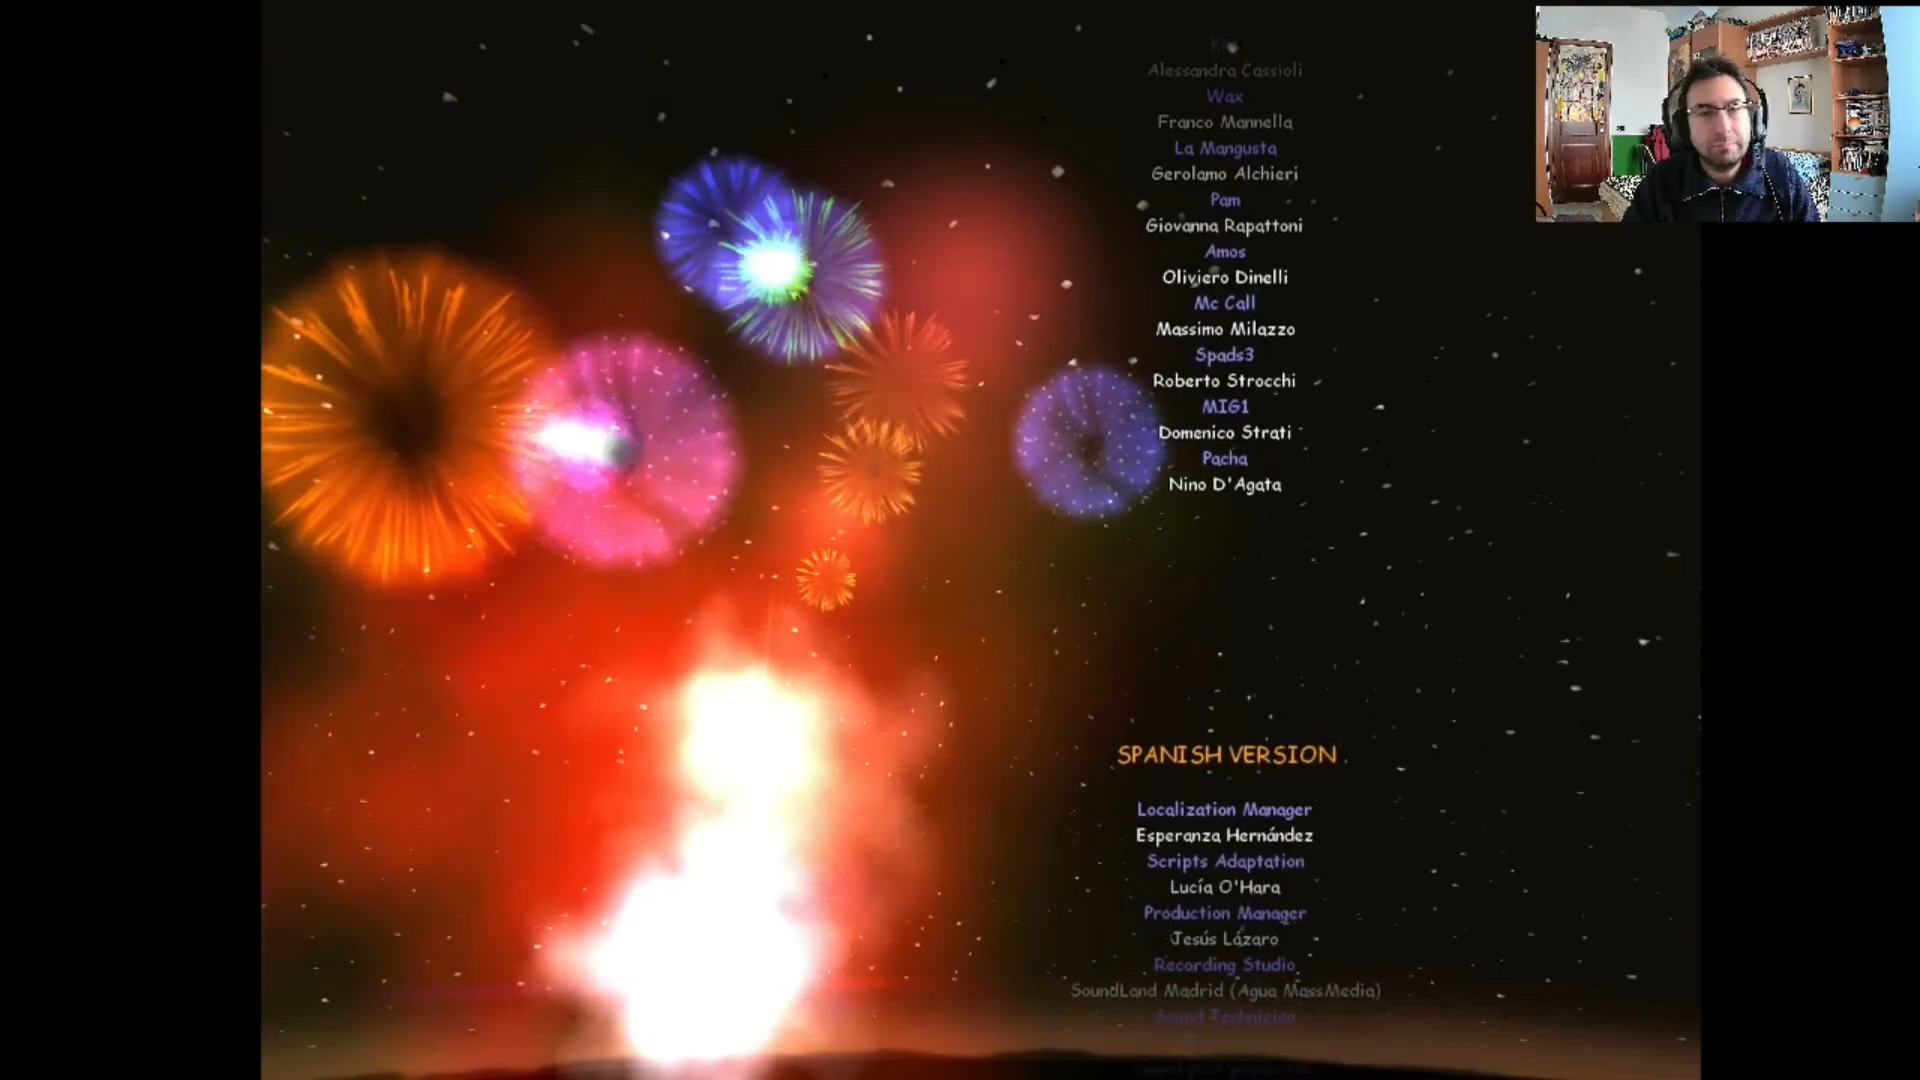 Alessandra Cassioli
Wax
Franco Mannella
La Mangusta
Gerolamo Alchieri
Pam
Giovanna Rapattoni
Amos
Oliviero Dinelli
Mc Call
Massimo Milazzo
Spads3
Roberto Strocchi
MIG1
Domenico Strati
Pacha
Nino D'Agata
SPANISH VERSION
Localization Manager
Esperanza Hernández
Scripts Adaptation
Lucía O'Hara
Production Manager
Jesús Lázaro
Recording Studio
SoundLand Madrid (Agua MassMedia)
Sound Technician